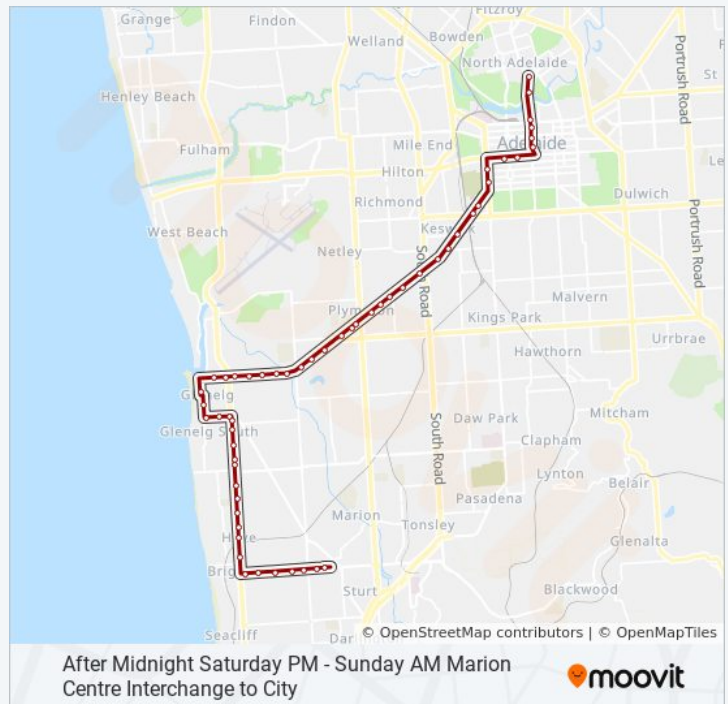 Grange
Findon
Fitzroy
Bowden
Welland
North Adelaide
Portrush Road
St
Henley Beach
Adelaide
Mile End
Fulham
Hilton
Le
Dulwich
Richmond
West Beach
Keswick
Netley
South Road
Portrush Road
Malvern
Plympton
Kings Park
Urrbrae
Hawthorn
Glenelg
Daw Park
Mitcham
Glenelg South
South Road
Clapham
Lynton
Belair
Pasadena
Marion
Tonsley
Hove
Glenalta
Brig
Sturt
Blackwood
Seacliff
Dar
© OpenStreetMap contributors | © OpenMapTiles
After Midnight Saturday PM - Sunday AM Marion
Centre Interchange to City
moovit